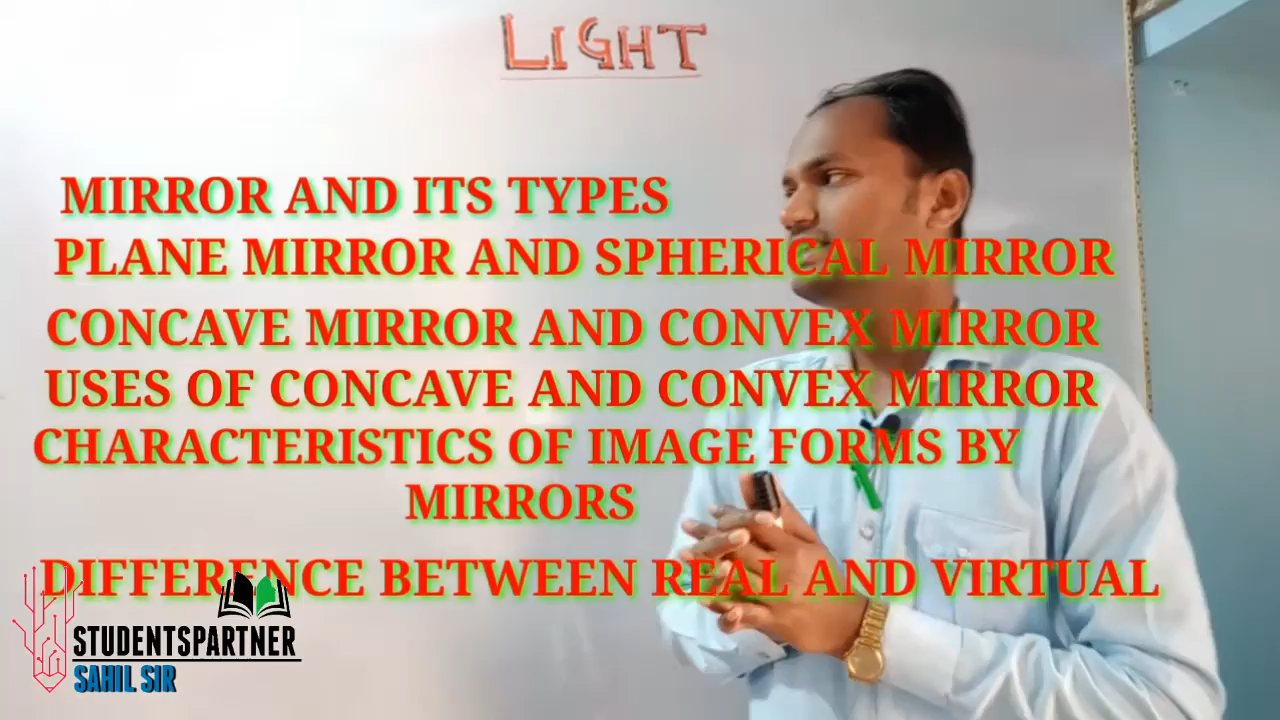 LIGHT
MIRROR AND ITS TYPES
PLANE MIRROR AND SPHERICAL MIRROR
CONCAVE MIRROR AND CONVEX MIRROR
USES OF CONCAVE AND CONVEX MIRROR
CHARACTERISTICS OF IMAGE FORMS BY
MIRRORS
DIFFERENCE BETWEEN REAL AND VIRTUAL
STUDENTSPARTNER
SAHIL SIR